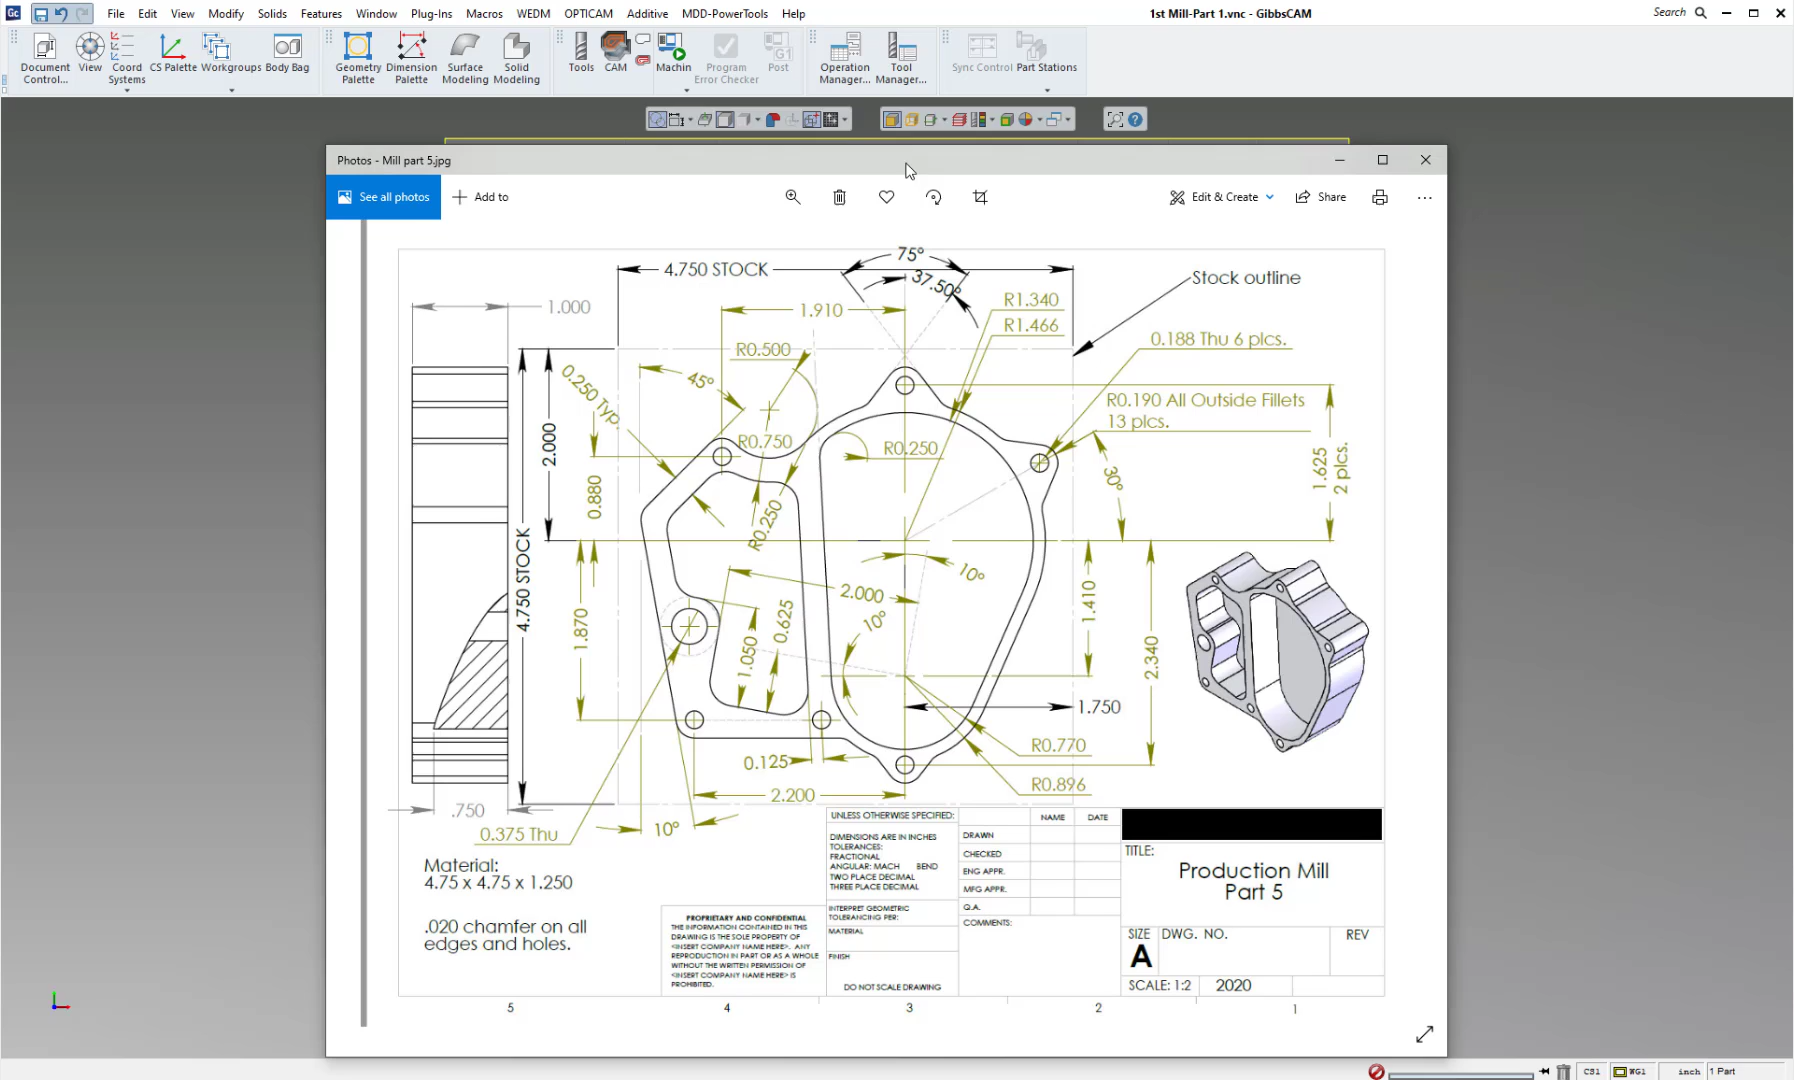 File Edit View Modify Solids Features Window Plug-Ins Macros WEDM OPTICAM Additive MDD-PowerTools Help
1st Mill-Part 1.vnc - GibbsCAM
Search
Document Control...
View
Coord Systems
CS Palette
Workgroups
Body Bag
Geometry Palette
Dimension Palette
Surface Modeling
Solid Modeling
Tools
CAM
Machin
Program Error Checker
Post
Operation Manager...
Tool Manager...
Sync Control
Part Stations
Photos - Mill part 5.jpg
See all photos
Add to
Edit & Create
Share
75°
4.750 STOCK
37.50°
Stock outline
1.000
1.910
R1.340
R1.466
0.188 Thu 6 plcs.
R0.500
45°
0.250 Typ.
R0.190 All Outside Fillets
13 plcs.
2.000
R0.750
R0.250
1.625
2 plcs.
30°
0.880
R0.250
4.750 STOCK
10°
2.000
1.410
0.625
10°
1.870
1.050
2.340
1.750
R0.770
0.125
R0.896
2.200
.750
10°
0.375 Thu
Material:
4.75 x 4.75 x 1.250
.020 chamfer on all
edges and holes.
UNLESS OTHERWISE SPECIFIED:
DIMENSIONS ARE IN INCHES
TOLERANCES:
FRACTIONAL
ANGULAR: MACH BEND
TWO PLACE DECIMAL
THREE PLACE DECIMAL
INTERPRET GEOMETRIC
TOLERANCING PER:
MATERIAL
FINISH
DO NOT SCALE DRAWING
NAME DATE
DRAWN
CHECKED
ENG APPR.
MFG APPR.
Q.A.
COMMENTS:
TITLE:
Production Mill
Part 5
SIZE DWG. NO. REV
A
SCALE: 1:2 2020
PROPRIETARY AND CONFIDENTIAL
THE INFORMATION CONTAINED IN THIS
DRAWING IS THE SOLE PROPERTY OF
<INSERT COMPANY NAME HERE>. ANY
REPRODUCTION IN PART OR AS A WHOLE
WITHOUT THE WRITTEN PERMISSION OF
<INSERT COMPANY NAME HERE> IS
PROHIBITED.
5 4 3 2 1
CS1 WG1 inch 1 Part